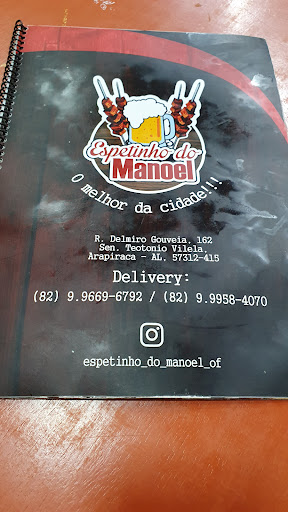 Espetinho do
Manoel
O melhor da cidade!!!
R. Delmiro Gouveia, 162
Sen. Teotonio Vilela,
Arapiraca - AL, 57312-415
Delivery:
(82) 9.9669-6792 / (82) 9.9958-4070
espetinho_do_manoel_of